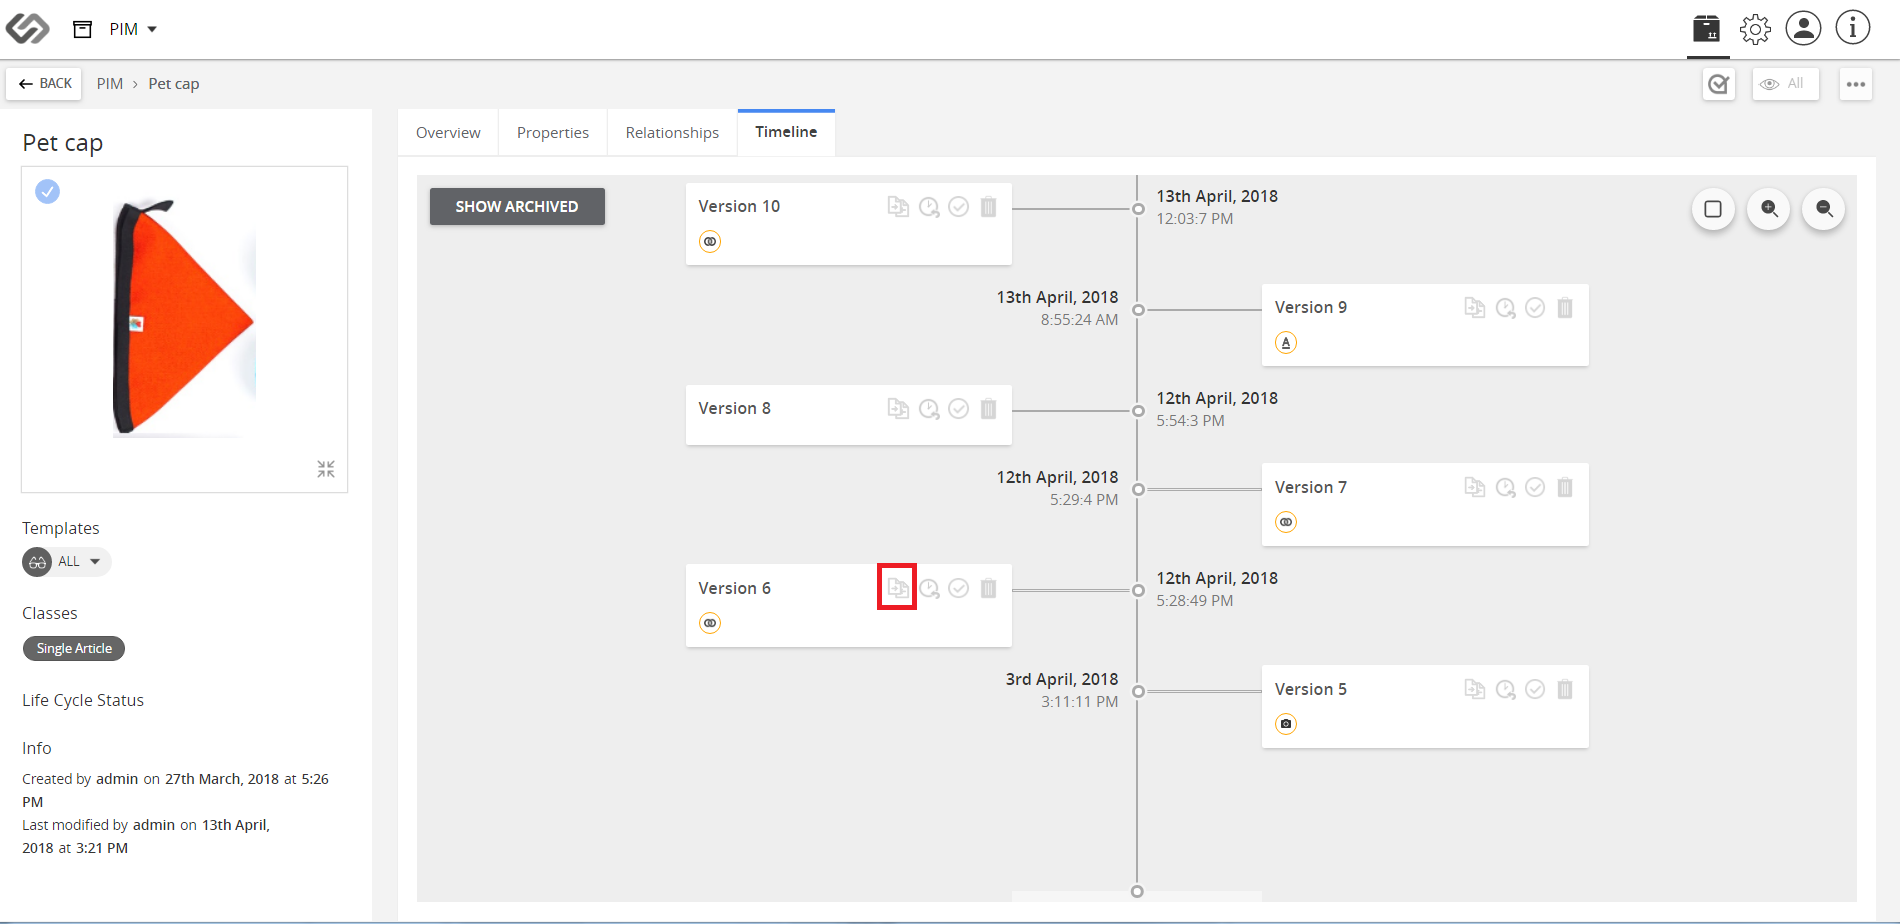 PIM
BACK
PIM › Pet cap
All
Pet cap
Templates
ALL
Classes
Single Article
Life Cycle Status
Info
Created by admin on 27th March, 2018 at 5:26
PM
Last modified by admin on 13th April,
2018 at 3:21 PM
Overview
Properties
Relationships
Timeline
SHOW ARCHIVED
Version 10
13th April, 2018
12:03:7 PM
13th April, 2018
8:55:24 AM
Version 9
A
Version 8
12th April, 2018
5:54:3 PM
12th April, 2018
5:29:4 PM
Version 7
Version 6
12th April, 2018
5:28:49 PM
3rd April, 2018
3:11:11 PM
Version 5